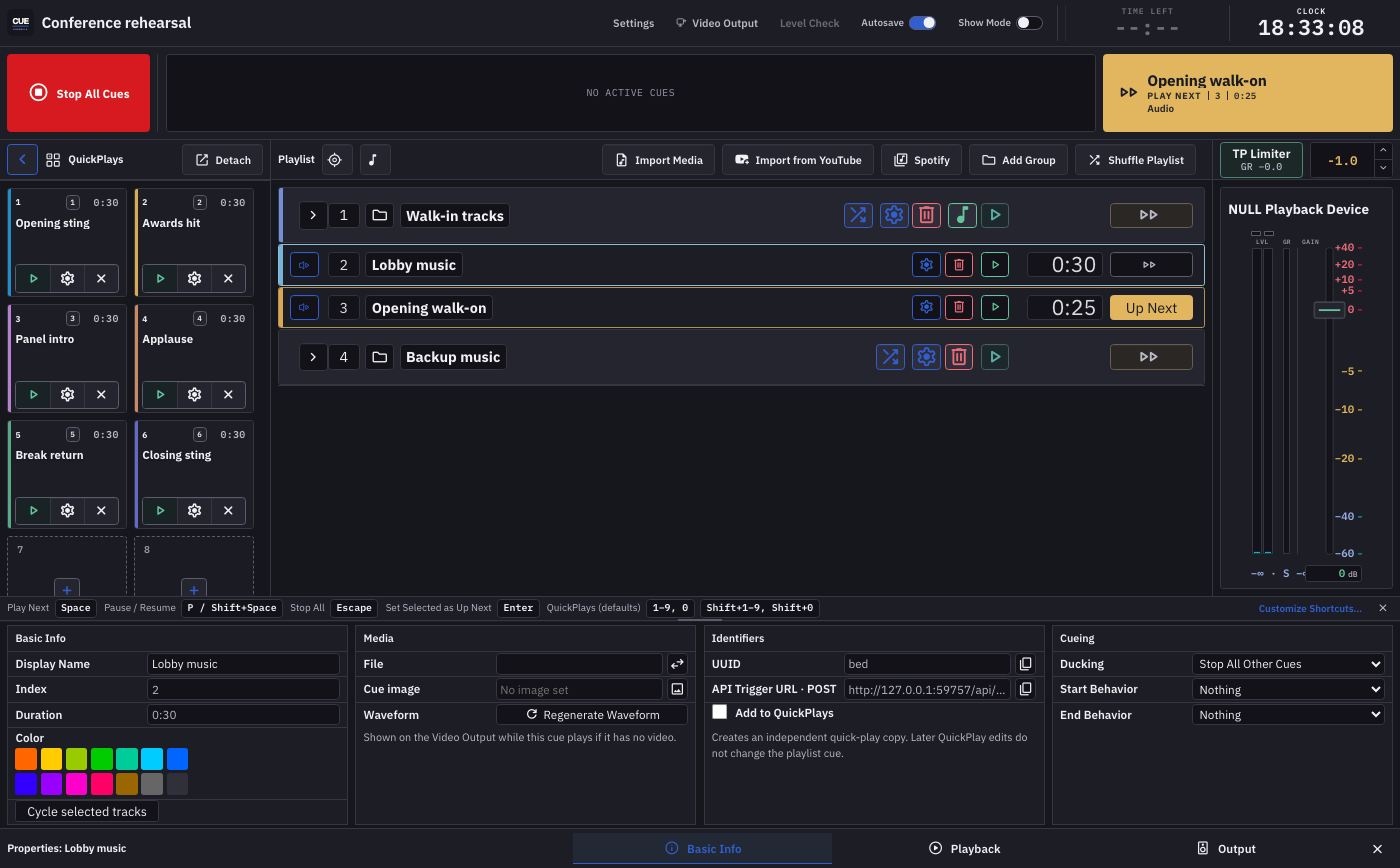 CUE
Conference rehearsal
Settings
Video Output
Level Check
Autosave
Show Mode
TIME LEFT
--:--
CLOCK
18:33:08
Stop All Cues
NO ACTIVE CUES
Opening walk-on
PLAY NEXT | 3 | 0:25
Audio
QuickPlays
Detach
Playlist
Import Media
Import from YouTube
Spotify
Add Group
Shuffle Playlist
TP Limiter
GR −0.0
-1.0
1 1 0:30
Opening sting
2 2 0:30
Awards hit
3 3 0:30
Panel intro
4 4 0:30
Applause
5 5 0:30
Break return
6 6 0:30
Closing sting
7
8
1 Walk-in tracks
2 Lobby music 0:30
3 Opening walk-on 0:25 Up Next
4 Backup music
NULL Playback Device
LVL GR GAIN
+40
+20
+10
+5
0
−5
−10
−20
−40
−60
−∞ · S −∞
0 dB
Play Next Space Pause / Resume P / Shift+Space Stop All Escape Set Selected as Up Next Enter QuickPlays (defaults) 1–9, 0 Shift+1–9, Shift+0
Customize Shortcuts...
Basic Info
Display Name Lobby music
Index 2
Duration 0:30
Color
Cycle selected tracks
Media
File
Cue image No image set
Waveform Regenerate Waveform
Shown on the Video Output while this cue plays if it has no video.
Identifiers
UUID bed
API Trigger URL · POST http://127.0.0.1:59757/api/...
Add to QuickPlays
Creates an independent quick-play copy. Later QuickPlay edits do
not change the playlist cue.
Cueing
Ducking Stop All Other Cues
Start Behavior Nothing
End Behavior Nothing
Properties: Lobby music
Basic Info
Playback
Output